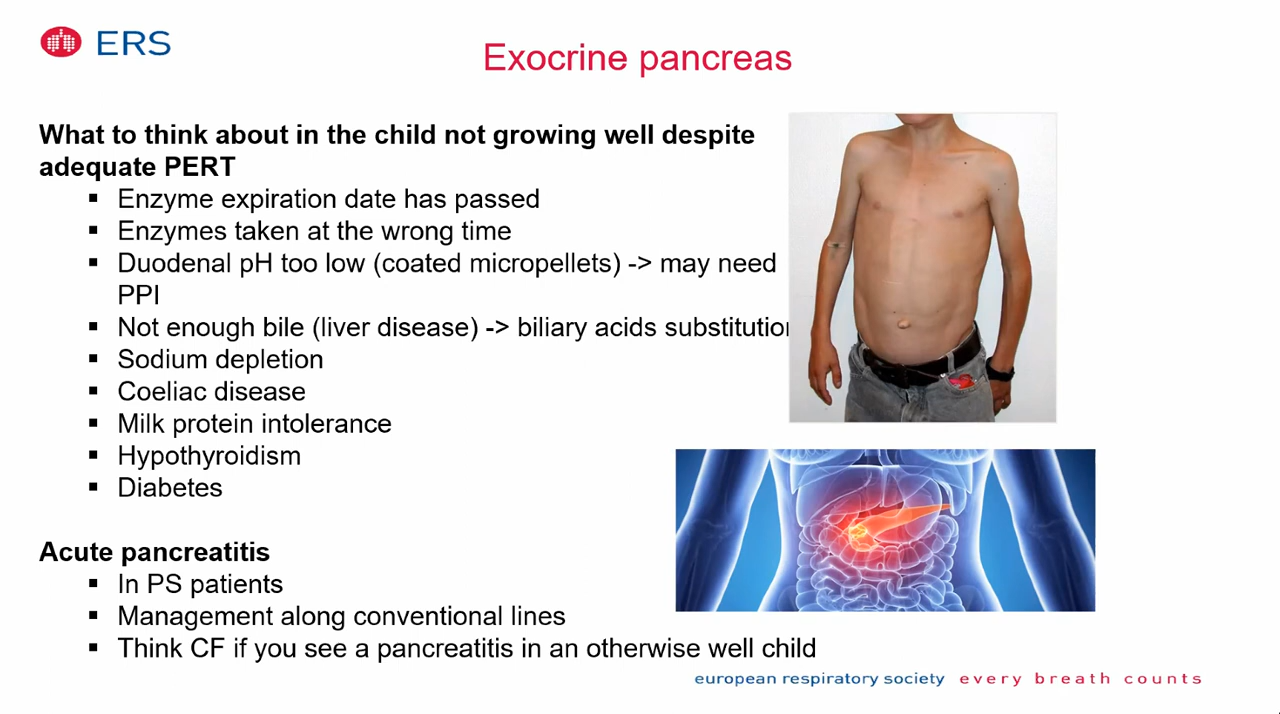 ERS
Exocrine pancreas
What to think about in the child not growing well despite
adequate PERT
▪ Enzyme expiration date has passed
▪ Enzymes taken at the wrong time
▪ Duodenal pH too low (coated micropellets) -> may need
PPI
▪ Not enough bile (liver disease) -> biliary acids substitution
▪ Sodium depletion
▪ Coeliac disease
▪ Milk protein intolerance
▪ Hypothyroidism
▪ Diabetes
Acute pancreatitis
▪ In PS patients
▪ Management along conventional lines
▪ Think CF if you see a pancreatitis in an otherwise well child
european respiratory society every breath counts